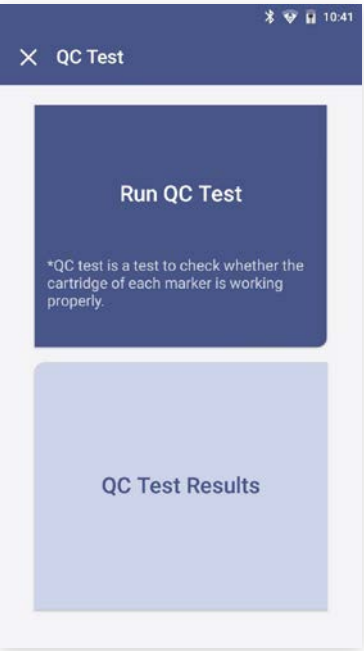 10:41
QC Test
Run QC Test
*QC test is a test to check whether the
cartridge of each marker is working
properly.
QC Test Results